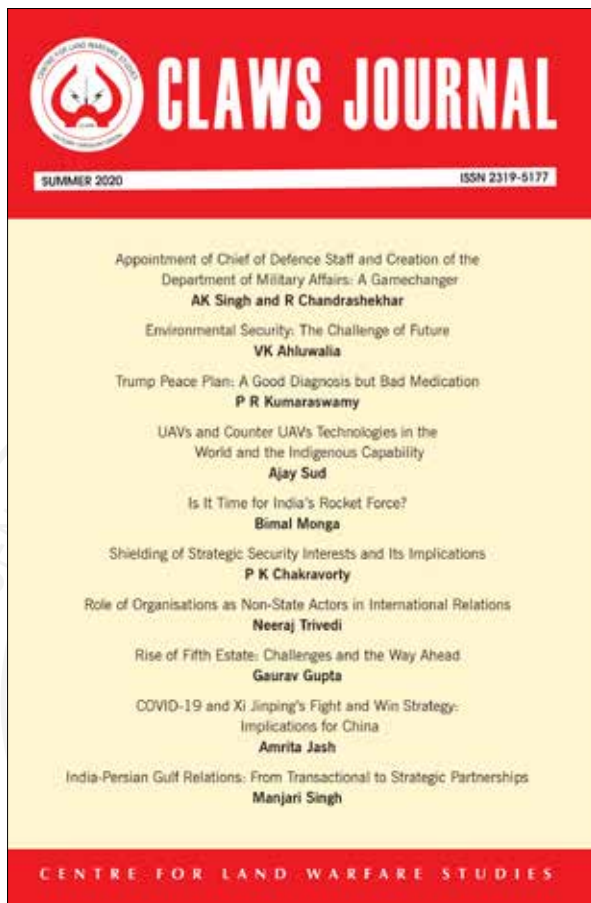 CENTRE FOR LAND WARFARE STUDIES
CLAWS JOURNAL
SUMMER 2020
ISSN 2319-5177
Appointment of Chief of Defence Staff and Creation of the
Department of Military Affairs: A Gamechanger
AK Singh and R Chandrashekhar
Environmental Security: The Challenge of Future
VK Ahluwalia
Trump Peace Plan: A Good Diagnosis but Bad Medication
P R Kumaraswamy
UAVs and Counter UAVs Technologies in the
World and the Indigenous Capability
Ajay Sud
Is It Time for India's Rocket Force?
Bimal Monga
Shielding of Strategic Security Interests and Its Implications
P K Chakravorty
Role of Organisations as Non-State Actors in International Relations
Neeraj Trivedi
Rise of Fifth Estate: Challenges and the Way Ahead
Gaurav Gupta
COVID-19 and Xi Jinping's Fight and Win Strategy:
Implications for China
Amrita Jash
India-Persian Gulf Relations: From Transactional to Strategic Partnerships
Manjari Singh
CENTRE FOR LAND WARFARE STUDIES